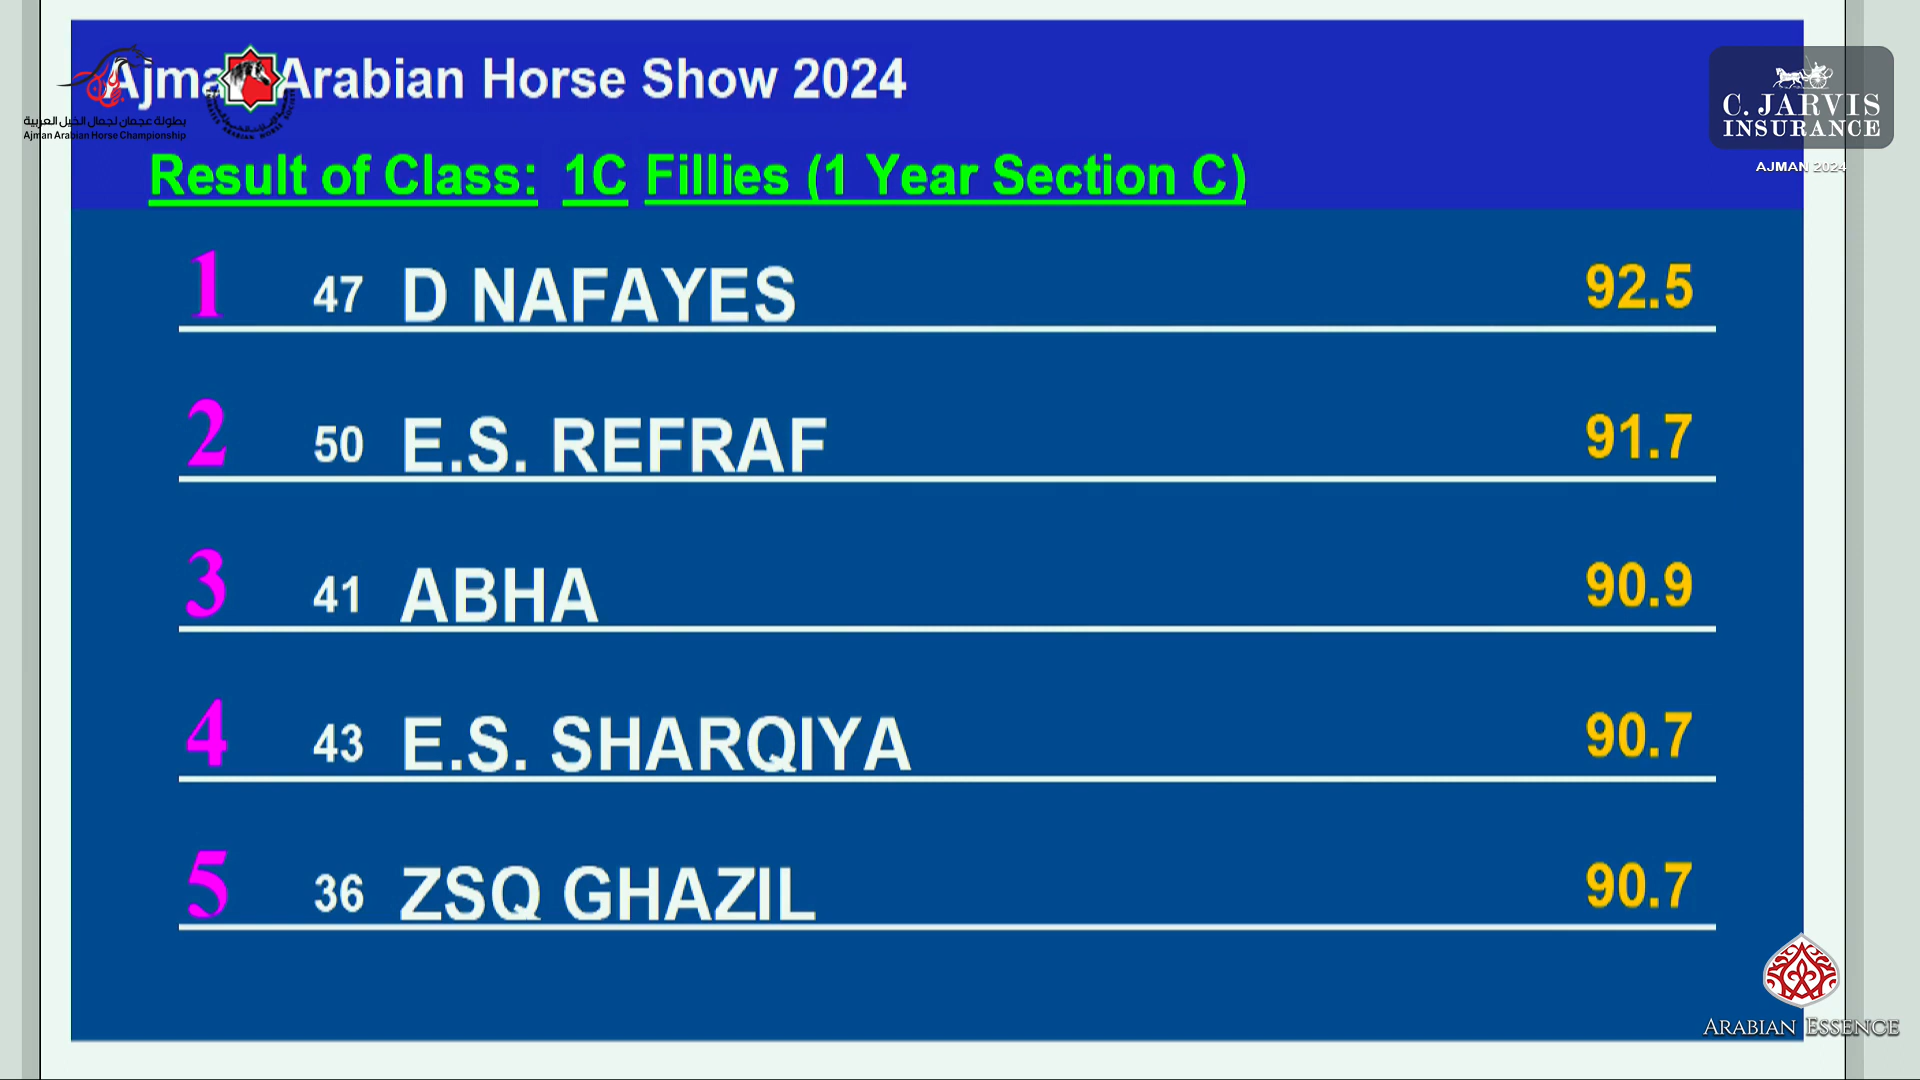 Ajman Arabian Horse Show 2024
بطولة عجمان لجمال الخيل العربية
Ajman Arabian Horse Championship
C. JARVIS
INSURANCE
AJMAN 2024
Result of Class: 1C Fillies (1 Year Section C)
1 47 D NAFAYES 92.5
2 50 E.S. REFRAF 91.7
3 41 ABHA 90.9
4 43 E.S. SHARQIYA 90.7
5 36 ZSQ GHAZIL 90.7
ARABIAN ESSENCE